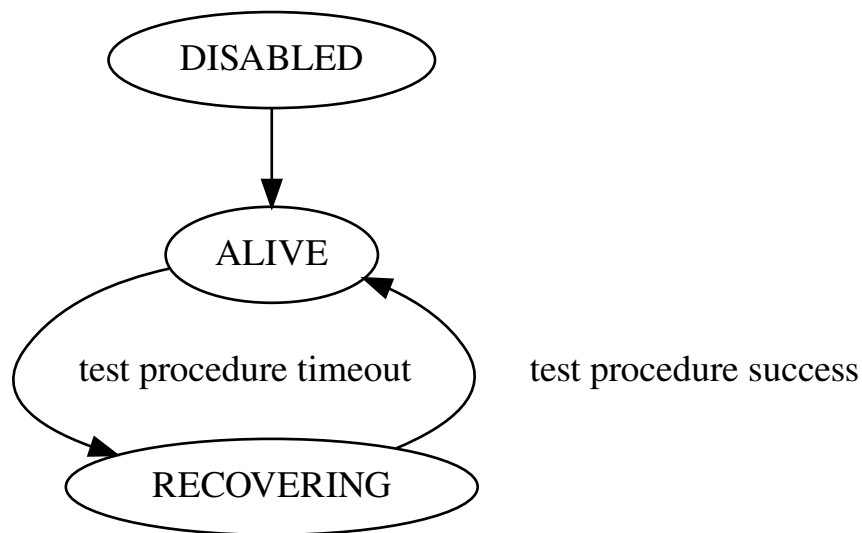 DISABLED
ALIVE
test procedure timeout
test procedure success
RECOVERING